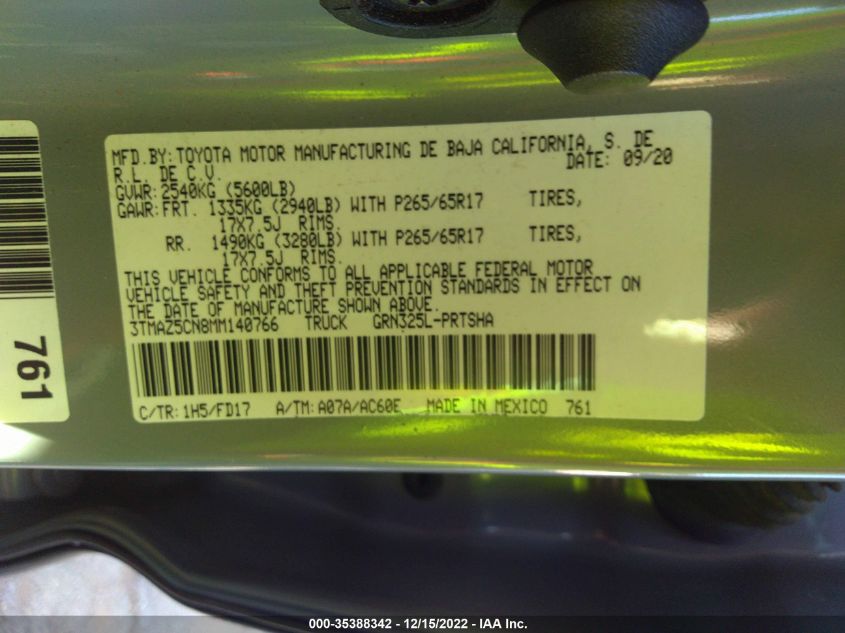 MFD.BY:TOYOTA MOTOR MANUFACTURING DE BAJA CALIFORNIA, S. DE
R.L. DE C.V. DATE: 09/20
GVWR:2540KG (5600LB)
GAWR:FRT. 1335KG (2940LB) WITH P265/65R17 TIRES,
17X7.5J RIMS.
RR. 1490KG (3280LB) WITH P265/65R17 TIRES,
17X7.5J RIMS.
THIS VEHICLE CONFORMS TO ALL APPLICABLE FEDERAL MOTOR
VEHICLE SAFETY AND THEFT PREVENTION STANDARDS IN EFFECT ON
THE DATE OF MANUFACTURE SHOWN ABOVE.
3TMAZ5CN8MM140766 TRUCK GRN325L-PRTSHA
C/TR:1H5/FD17 A/TM:A07A/AC60E MADE IN MEXICO 761
761
000-35388342 - 12/15/2022 - IAA Inc.